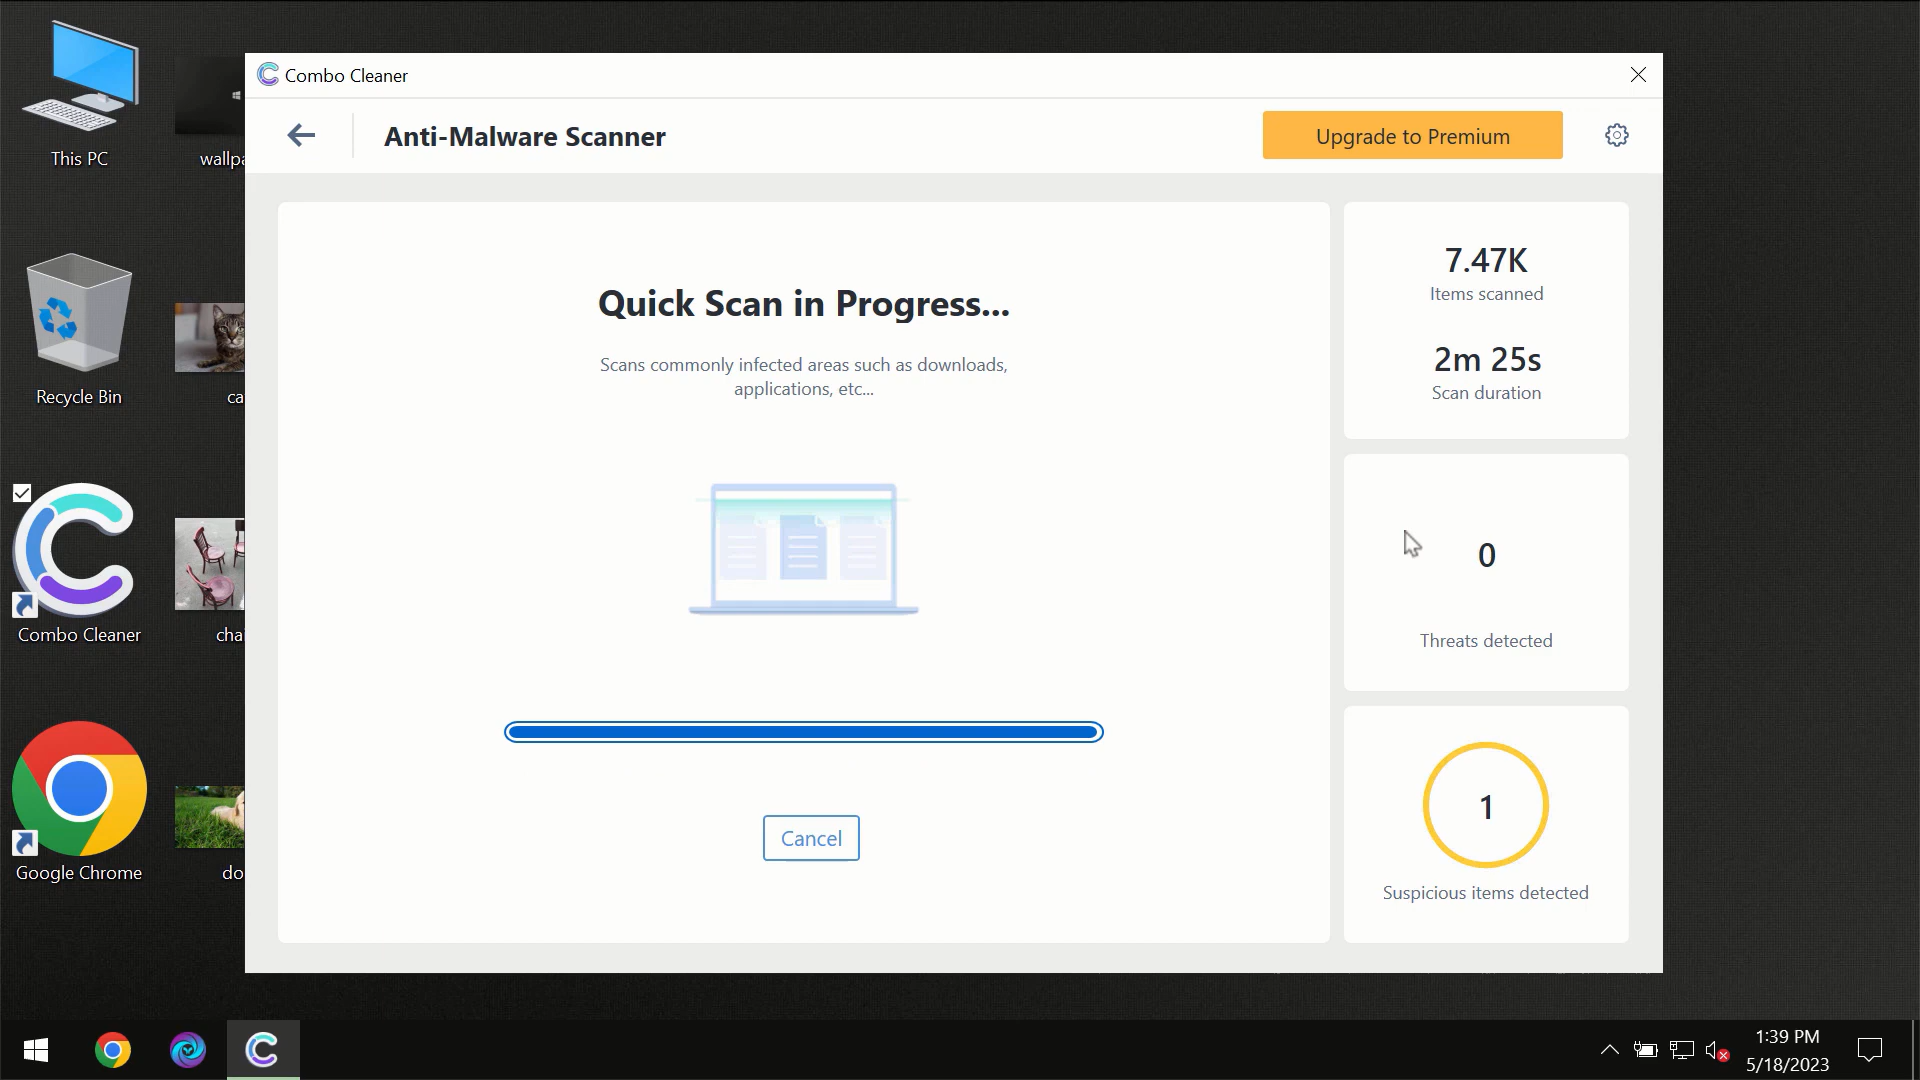 Combo Cleaner
Anti-Malware Scanner
Upgrade to Premium
Quick Scan in Progress...
Scans commonly infected areas such as downloads,
applications, etc...
Cancel
7.47K
Items scanned
2m 25s
Scan duration
0
Threats detected
1
Suspicious items detected
This PC
wallpa
Recycle Bin
ca
Combo Cleaner
chai
Google Chrome
do
1:39 PM
5/18/2023